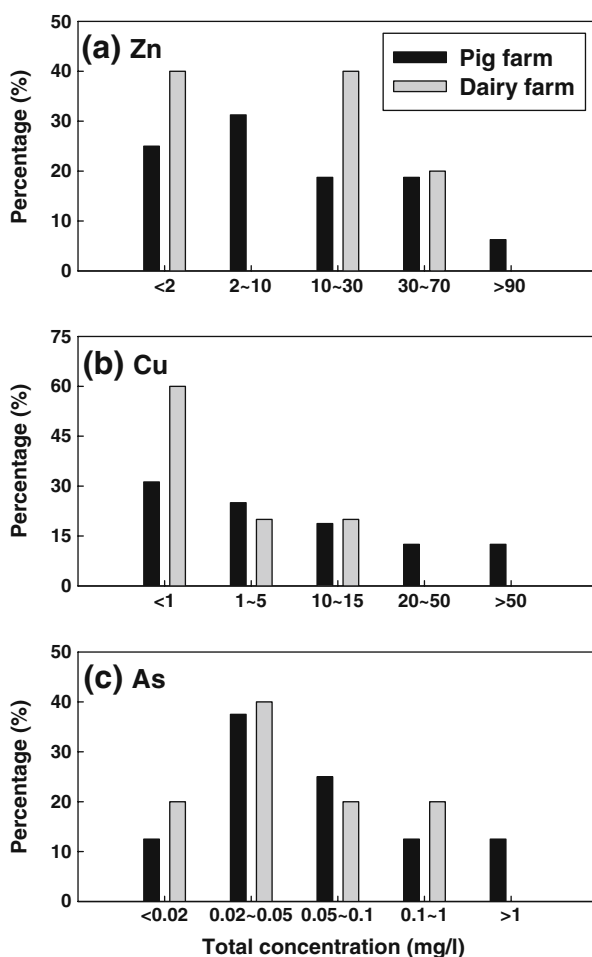 (a) Zn
Pig farm
Dairy farm
Percentage (%)
50
40
30
20
10
0
<2 2~10 10~30 30~70 >90
(b) Cu
Percentage (%)
75
60
45
30
15
0
<1 1~5 10~15 20~50 >50
(c) As
Percentage (%)
50
40
30
20
10
0
<0.02 0.02~0.05 0.05~0.1 0.1~1 >1
Total concentration (mg/l)